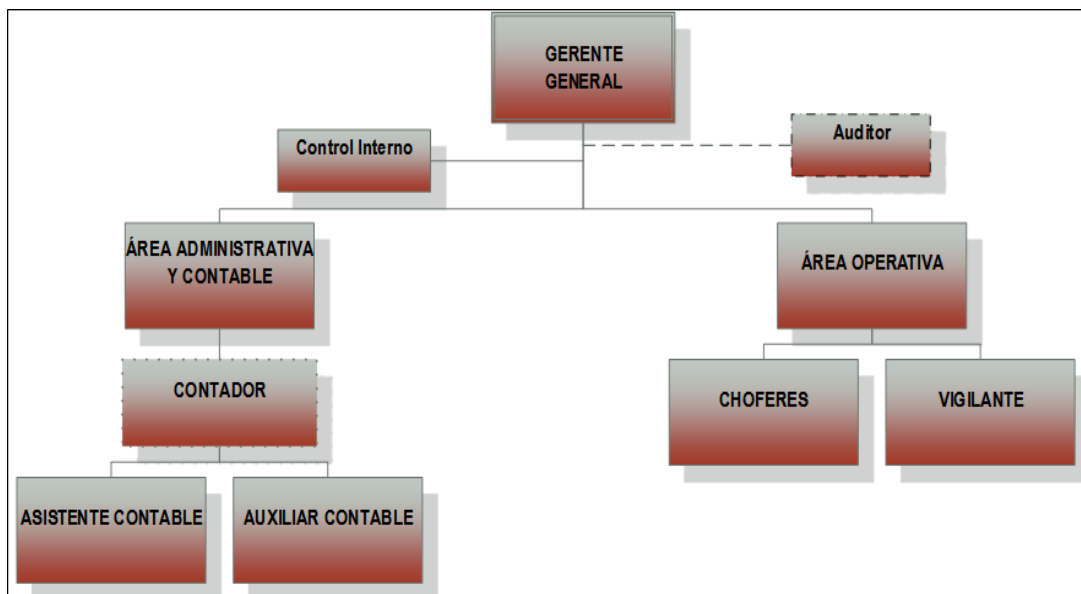 GERENTE
GENERAL
Control Interno
Auditor
ÁREA ADMINISTRATIVA
Y CONTABLE
ÁREA OPERATIVA
CONTADOR
CHOFERES
VIGILANTE
ASISTENTE CONTABLE
AUXILIAR CONTABLE